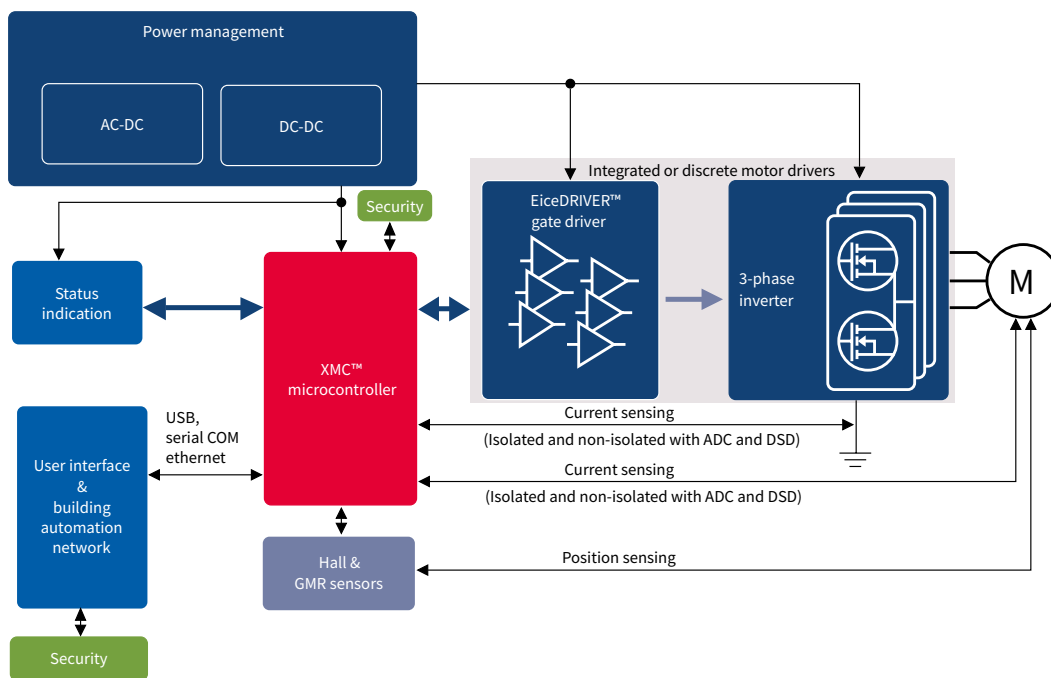 Power management
AC-DC
DC-DC
Integrated or discrete motor drivers
Security
EiceDRIVER™
gate driver
3-phase
inverter
M
Status
indication
XMC™
microcontroller
USB,
serial COM
ethernet
User interface
&
building
automation
network
Current sensing
(Isolated and non-isolated with ADC and DSD)
Current sensing
(Isolated and non-isolated with ADC and DSD)
Hall &
GMR sensors
Position sensing
Security